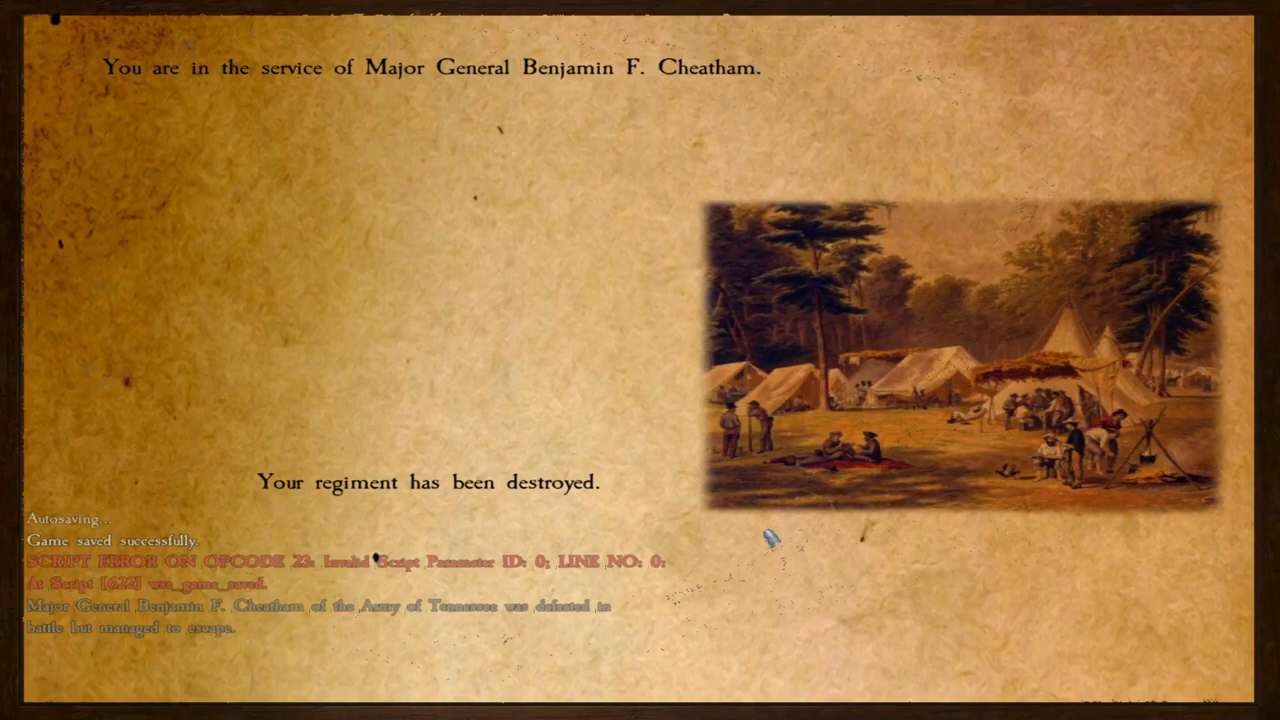 You are in the service of Major General Benjamin F. Cheatham.
Your regiment has been destroyed.
Autosaving...
Game saved successfully.
SCRIPT ERROR ON OPCODE 23: Invalid Script Parameter ID: 0; LINE NO: 0:
At Script [622] wse_game_saved.
Major General Benjamin F. Cheatham of the Army of Tennessee was defeated in
battle but managed to escape.